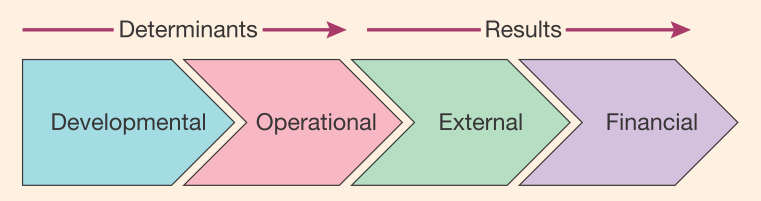 Determinants Results
Developmental Operational External Financial